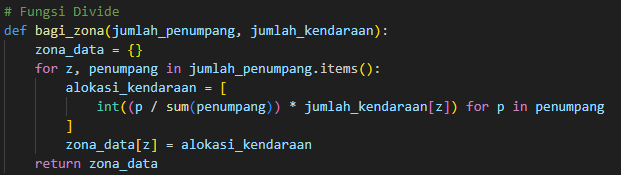 # Fungsi Divide
def bagi_zona(jumlah_penumpang, jumlah_kendaraan):
    zona_data = {}
    for z, penumpang in jumlah_penumpang.items():
        alokasi_kendaraan = [
            int((p / sum(penumpang)) * jumlah_kendaraan[z]) for p in penumpang
        ]
        zona_data[z] = alokasi_kendaraan
    return zona_data